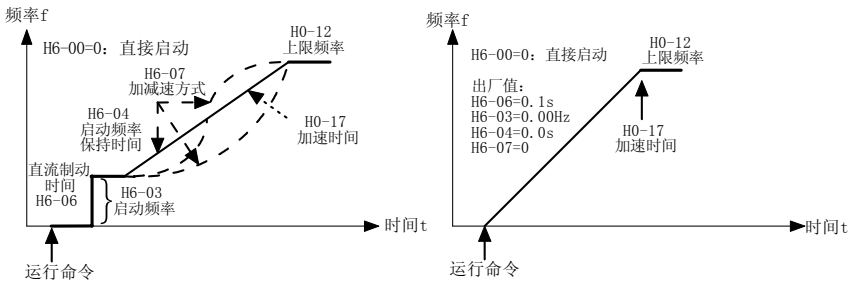 频率f
H6-00=0: 直接启动
H0-12
上限频率
H6-07
加减速方式
H6-04
启动频率
保持时间
H0-17
加速时间
直流制动
时间
H6-06
H6-03
启动频率
时间t
运行命令
频率f
H6-00=0: 直接启动
H0-12
上限频率
出厂值:
H6-06=0.1s
H6-03=0.00Hz
H6-04=0.0s
H6-07=0
H0-17
加速时间
时间t
运行命令